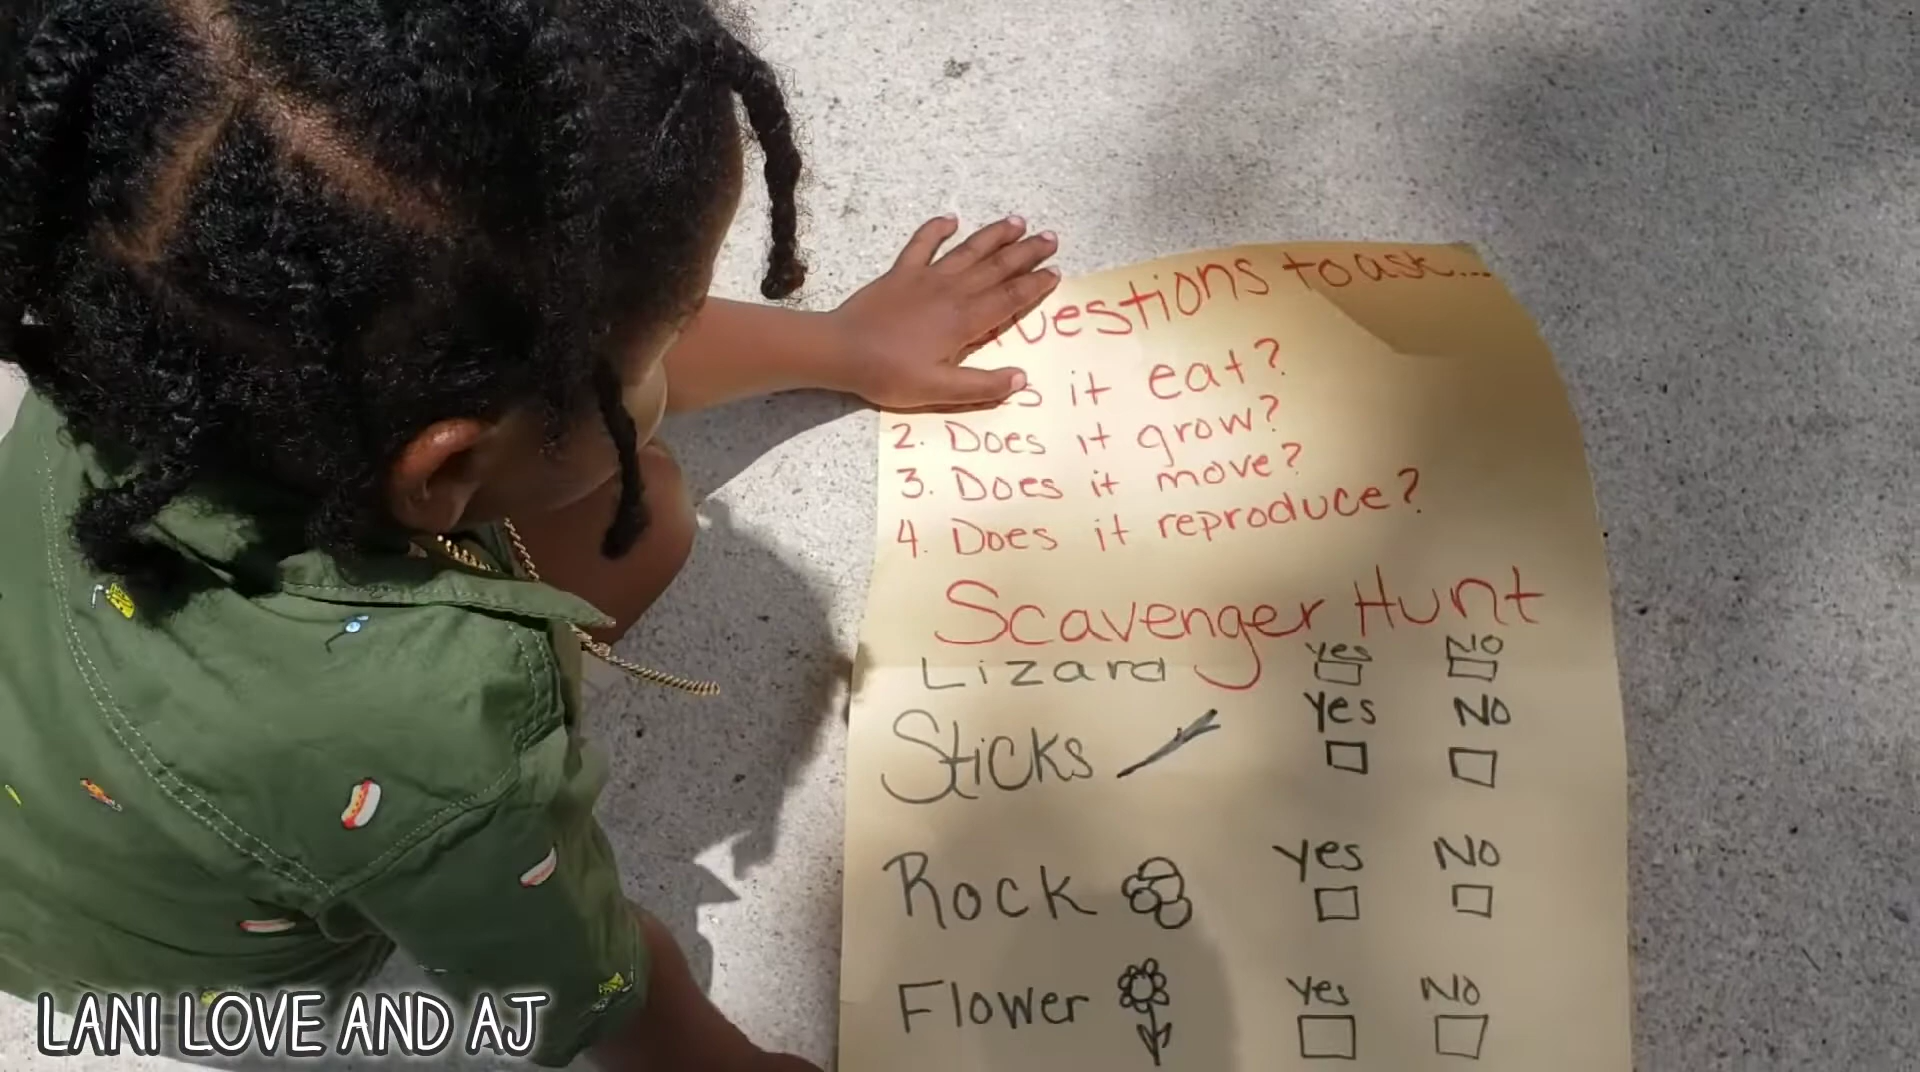 uestions to ask...
s it eat?
2. Does it grow?
3. Does it move?
4. Does it reproduce?
Scavenger Hunt
Lizard Yes No
Sticks Yes No
Rock Yes No
Flower Yes No
LANI LOVE AND AJ